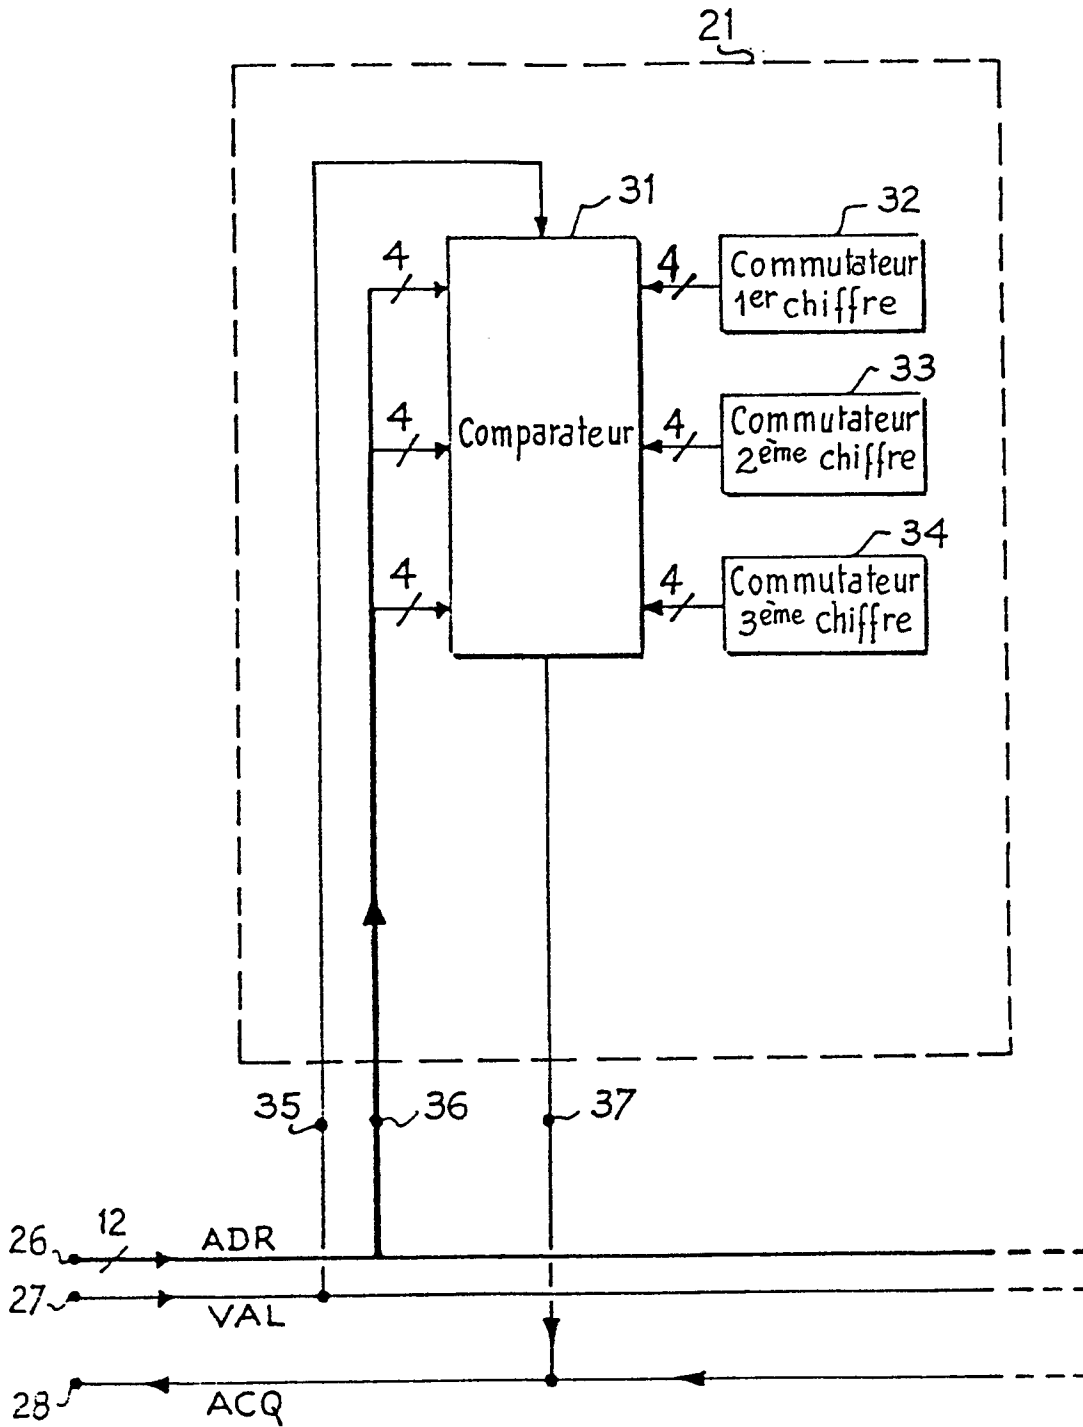 21
31
32
4
4
Commutateur
1er chiffre
33
4
4
Commutateur
2ème chiffre
Comparateur
34
4
4
Commutateur
3ème chiffre
35
36
37
26
12
ADR
27
VAL
28
ACQ